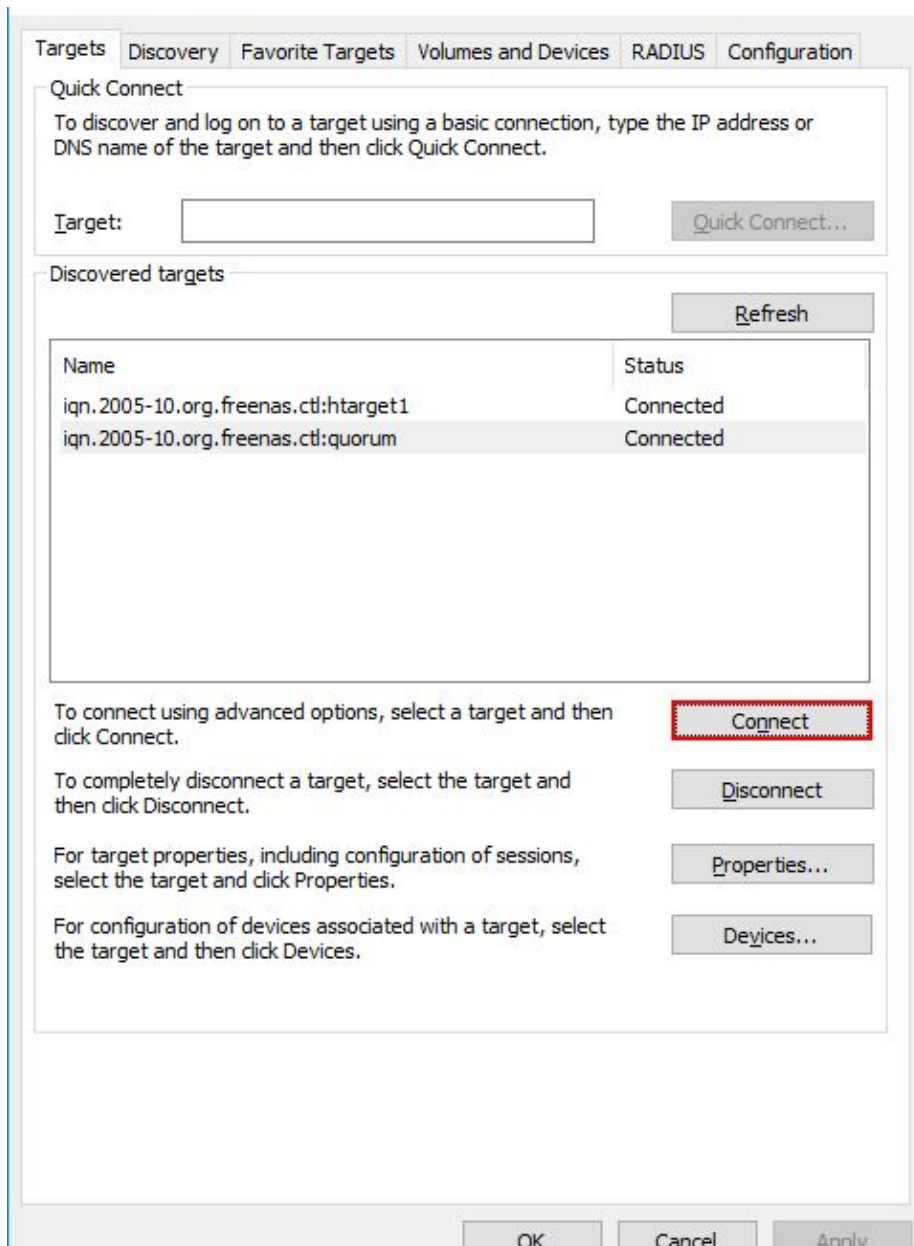 Targets Discovery Favorite Targets Volumes and Devices RADIUS Configuration
Quick Connect
To discover and log on to a target using a basic connection, type the IP address or
DNS name of the target and then click Quick Connect.
Target: Quick Connect...
Discovered targets
Refresh
Name Status
iqn.2005-10.org.freenas.ctl:htarget1 Connected
iqn.2005-10.org.freenas.ctl:quorum Connected
To connect using advanced options, select a target and then
click Connect.
Connect
To completely disconnect a target, select the target and
then click Disconnect.
Disconnect
For target properties, including configuration of sessions,
select the target and click Properties.
Properties...
For configuration of devices associated with a target, select
the target and then click Devices.
Devices...
OK Cancel Apply